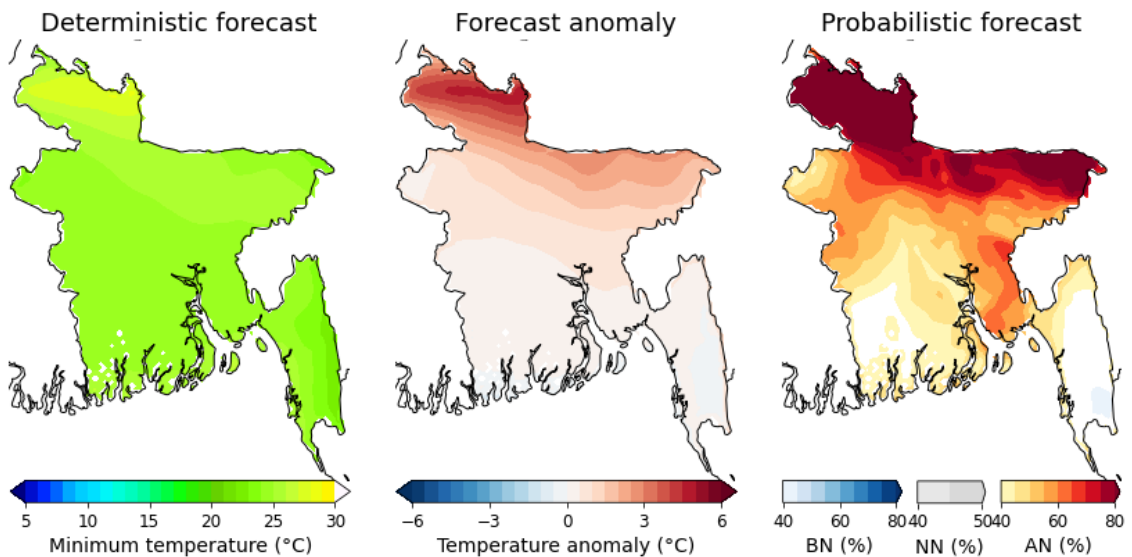 Deterministic forecast
Forecast anomaly
Probabilistic forecast
5 10 15 20 25 30
Minimum temperature (°C)
−6 −3 0 3 6
Temperature anomaly (°C)
40 60 80
BN (%)
40 50
NN (%)
40 60 80
AN (%)